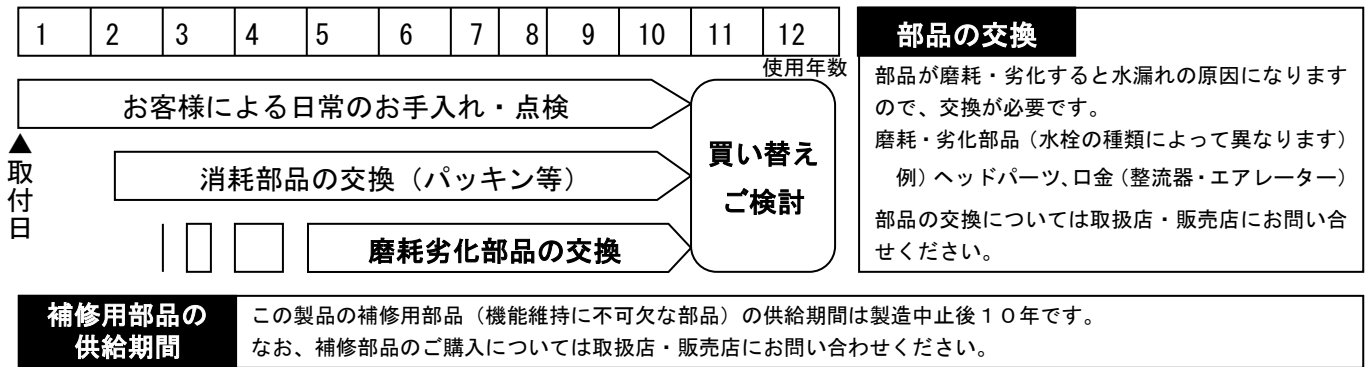 1 2 3 4 5 6 7 8 9 10 11 12
使用年数
お客様による日常のお手入れ・点検
▲
取付日
消耗部品の交換（パッキン等）
磨耗劣化部品の交換
買い替え
ご検討
部品の交換
部品が磨耗・劣化すると水漏れの原因になります
ので、交換が必要です。
磨耗・劣化部品（水栓の種類によって異なります）
例）ヘッドパーツ、口金（整流器・エアレーター）
部品の交換については取扱店・販売店にお問い合
せください。
補修用部品の
供給期間
この製品の補修用部品（機能維持に不可欠な部品）の供給期間は製造中止後１０年です。
なお、補修部品のご購入については取扱店・販売店にお問い合わせください。